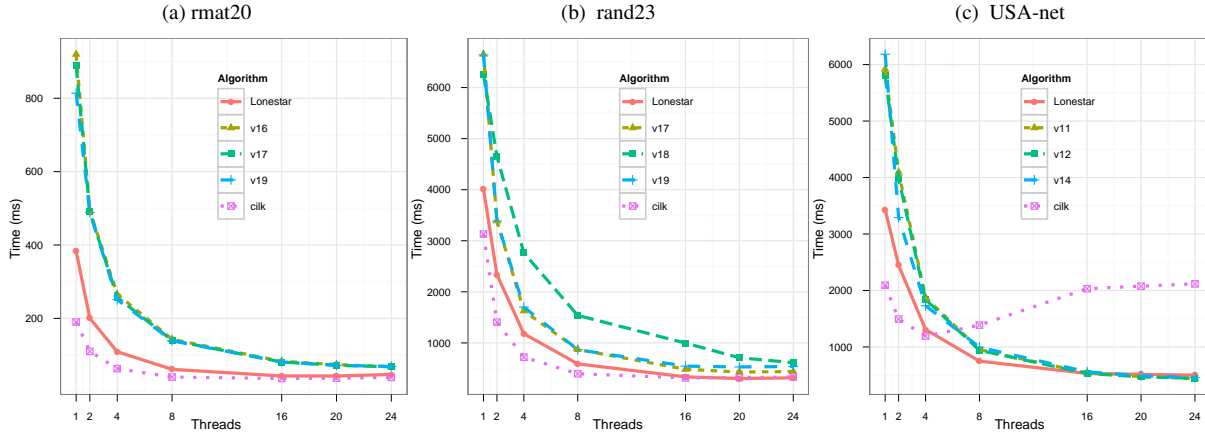 (a) rmat20
Time (ms)
800
600
400
200
1 2 4 8 16 20 24
Threads
Algorithm
Lonestar
v16
v17
v19
cilk
(b) rand23
Time (ms)
6000
5000
4000
3000
2000
1000
1 2 4 8 16 20 24
Threads
Algorithm
Lonestar
v17
v18
v19
cilk
(c) USA-net
Time (ms)
6000
5000
4000
3000
2000
1000
1 2 4 8 16 20 24
Threads
Algorithm
Lonestar
v11
v12
v14
cilk